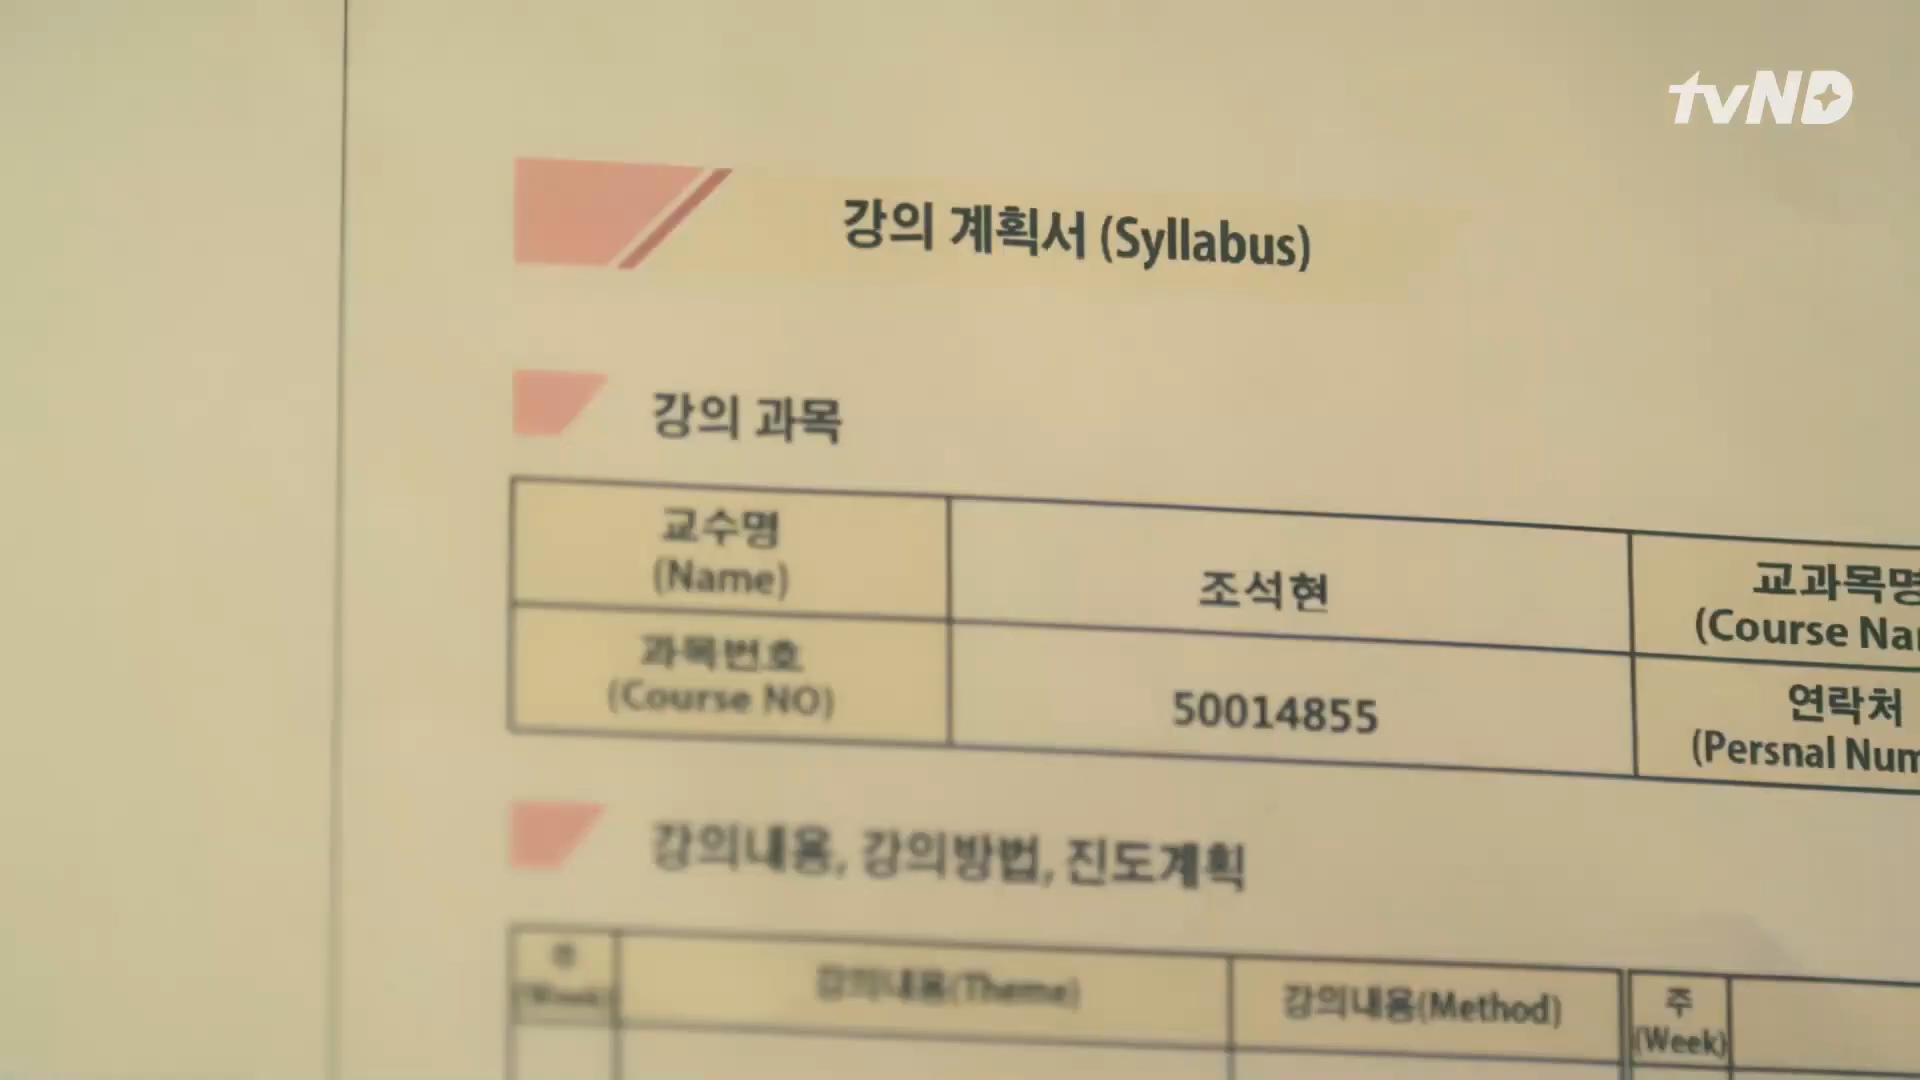 tvND
강의 계획서 (Syllabus)
강의 과목
교수명
(Name)
조석현
교과목명
(Course
과목번호
(Course NO)
50014855
연락처
(Persnal
강의내용, 강의방법, 진도계획
주
(Week)
강의내용(Theme)
강의내용(Method)
주
(Week)